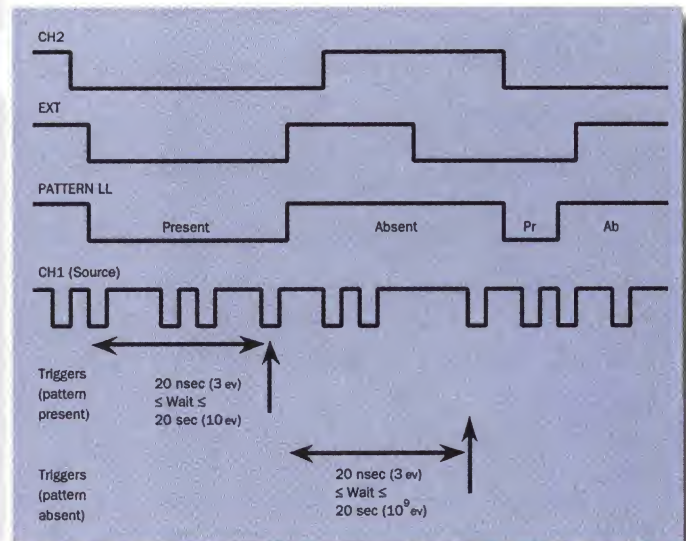 CH2
EXT
PATTERN LL
Present
Absent
Pr
Ab
CH1 (Source)
Triggers
(pattern
present)
20 nsec (3 ev)
≤ Wait ≤
20 sec (10 ev)
Triggers
(pattern
absent)
20 nsec (3 ev)
≤ Wait ≤
20 sec (10⁹ ev)